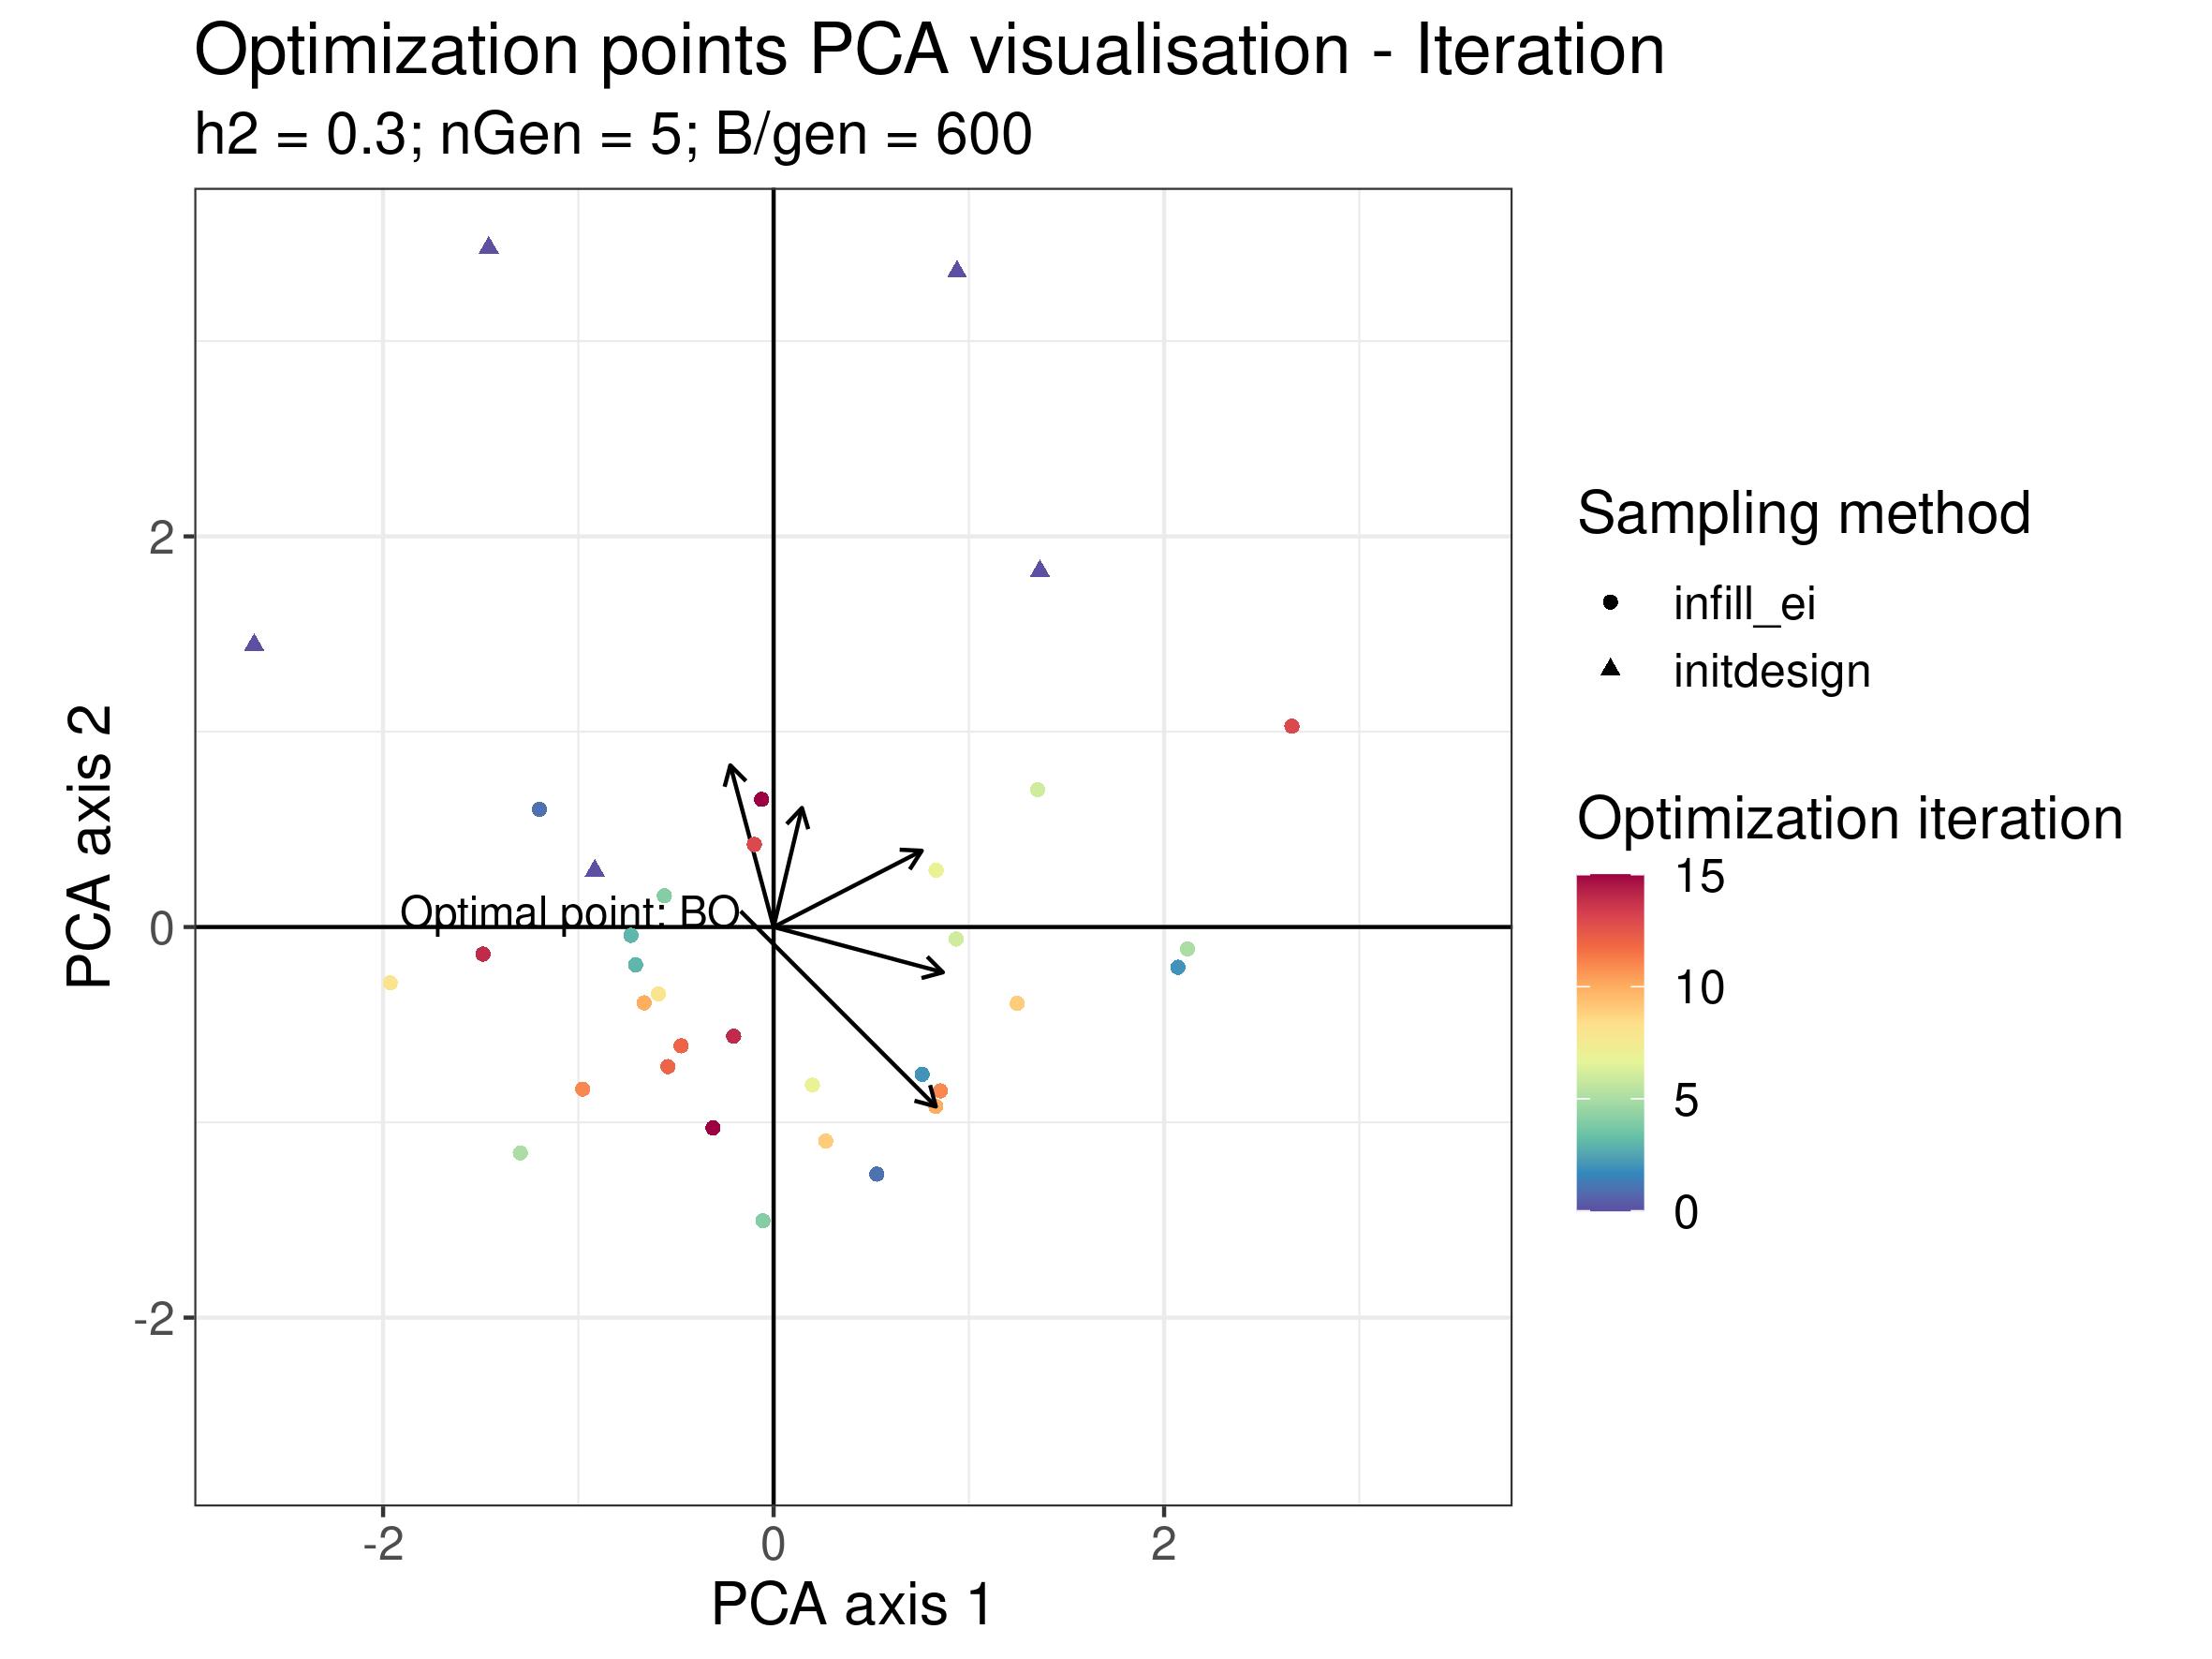 Optimization points PCA visualisation - Iteration
h2 = 0.3; nGen = 5; B/gen = 600
PCA axis 2
2
0
-2
Optimal point: BO
-2
0
2
PCA axis 1
Sampling method
infill_ei
initdesign
Optimization iteration
15
10
5
0